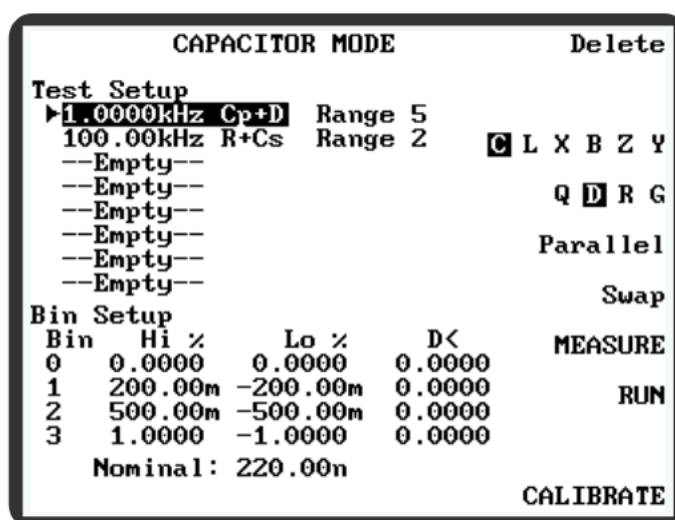 CAPACITOR MODE Delete
Test Setup
▶1.0000kHz Cp+D Range 5
100.00kHz R+Cs Range 2
C L X B Z Y
--Empty--
--Empty--
Q D R G
--Empty--
--Empty--
Parallel
--Empty--
--Empty--
Swap
Bin Setup
Bin Hi % Lo % D<
MEASURE
0 0.0000 0.0000 0.0000
1 200.00m -200.00m 0.0000
RUN
2 500.00m -500.00m 0.0000
3 1.0000 -1.0000 0.0000
Nominal: 220.00n
CALIBRATE